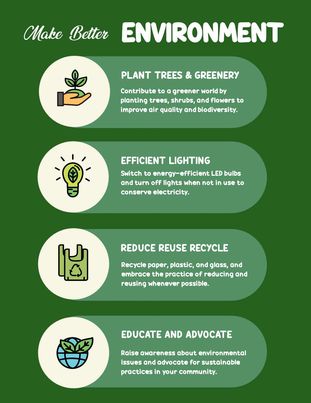 Make Better ENVIRONMENT
PLANT TREES & GREENERY
Contribute to a greener world by
planting trees, shrubs, and flowers to
improve air quality and biodiversity.
EFFICIENT LIGHTING
Switch to energy-efficient LED bulbs
and turn off lights when not in use to
conserve electricity.
REDUCE REUSE RECYCLE
Recycle paper, plastic, and glass, and
embrace the practice of reducing and
reusing whenever possible.
EDUCATE AND ADVOCATE
Raise awareness about environmental
issues and advocate for sustainable
practices in your community.